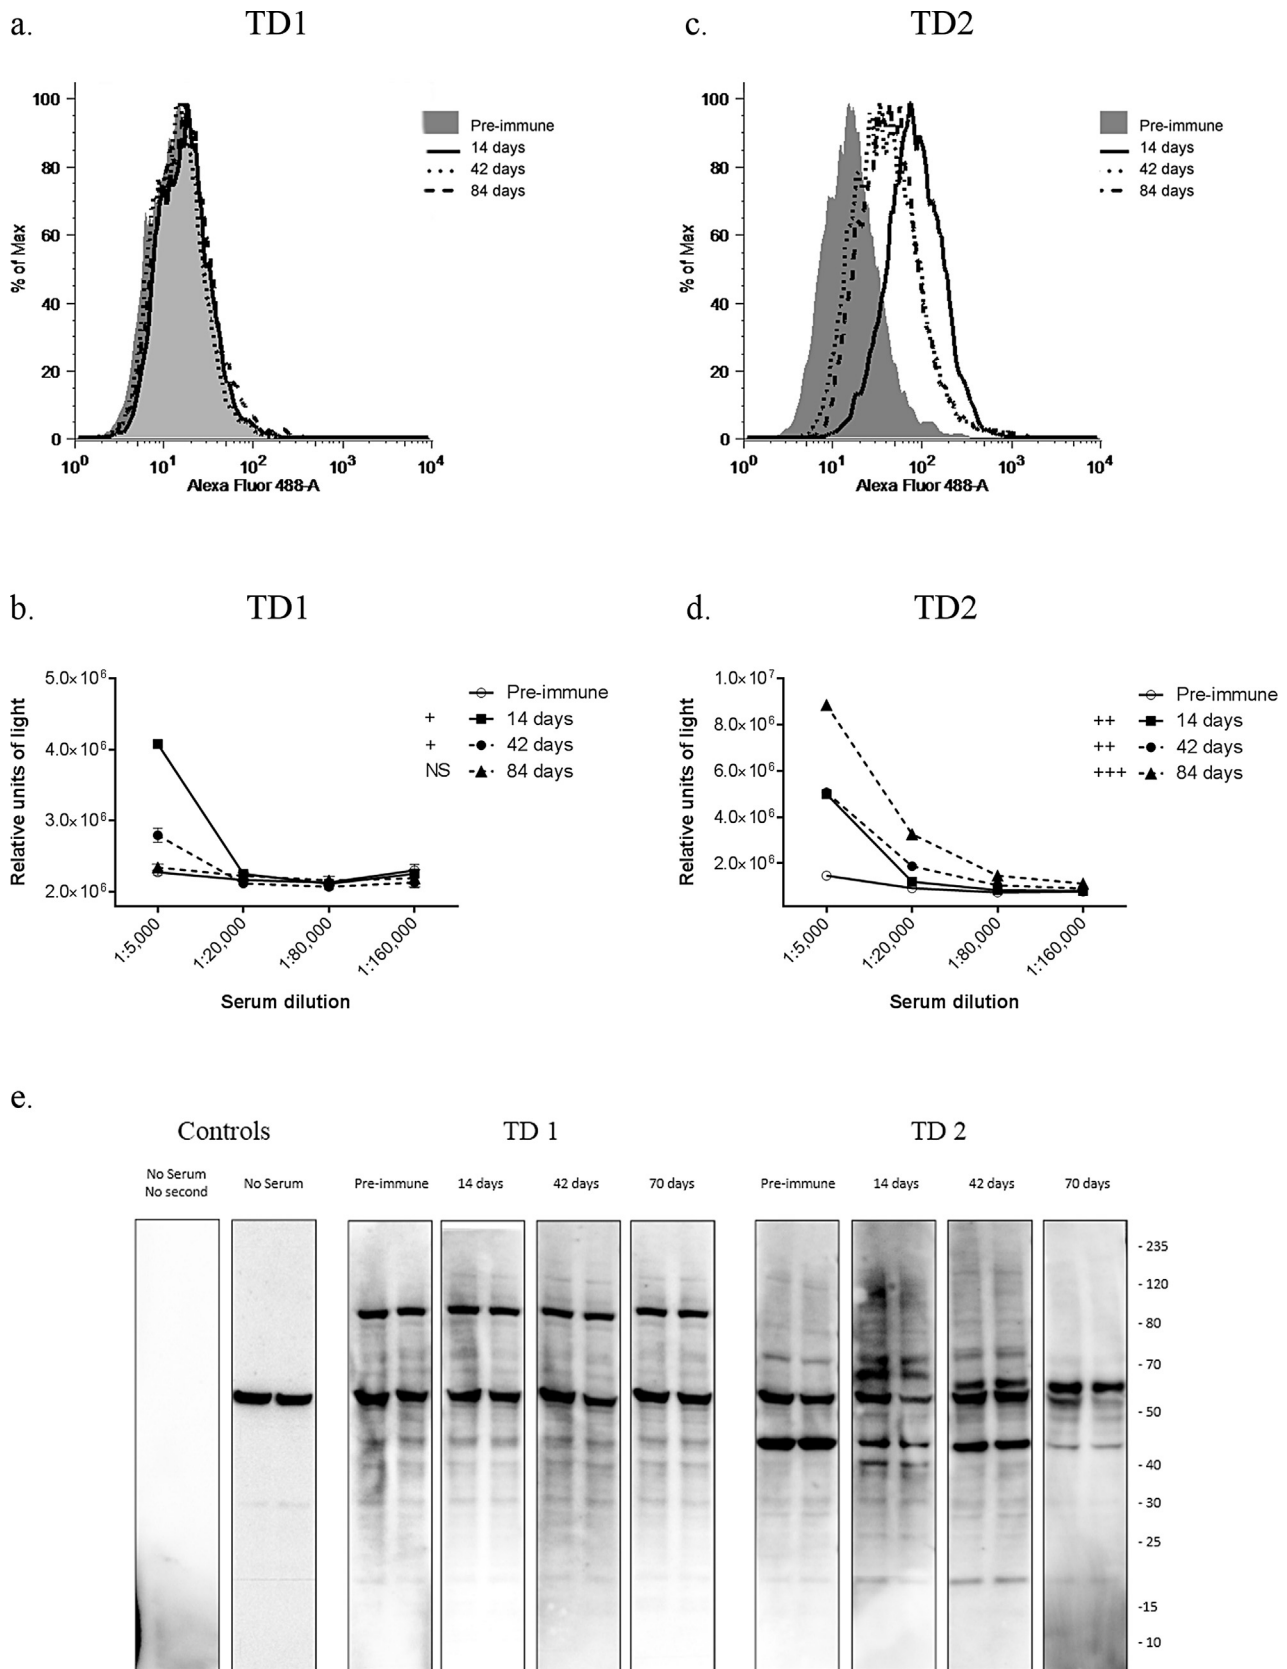 a.
TD1
c.
TD2
% of Max
100
80
60
40
20
0
10^0
10^1
10^2
10^3
10^4
Alexa Fluor 488-A
Pre-immune
14 days
42 days
84 days
% of Max
100
80
60
40
20
0
10^0
10^1
10^2
10^3
10^4
Alexa Fluor 488-A
Pre-immune
14 days
42 days
84 days
b.
TD1
d.
TD2
Relative units of light
5.0×10^6
4.0×10^6
3.0×10^6
2.0×10^6
1:5,000
1:20,000
1:80,000
1:160,000
Serum dilution
Pre-immune
+ 14 days
+ 42 days
NS 84 days
Relative units of light
1.0×10^7
8.0×10^6
6.0×10^6
4.0×10^6
2.0×10^6
1:5,000
1:20,000
1:80,000
1:160,000
Serum dilution
Pre-immune
++ 14 days
++ 42 days
+++ 84 days
e.
Controls
TD 1
TD 2
No Serum
No second
No Serum
Pre-immune
14 days
42 days
70 days
Pre-immune
14 days
42 days
70 days
- 235
- 120
- 80
- 70
- 50
- 40
- 30
- 25
-15
- 10